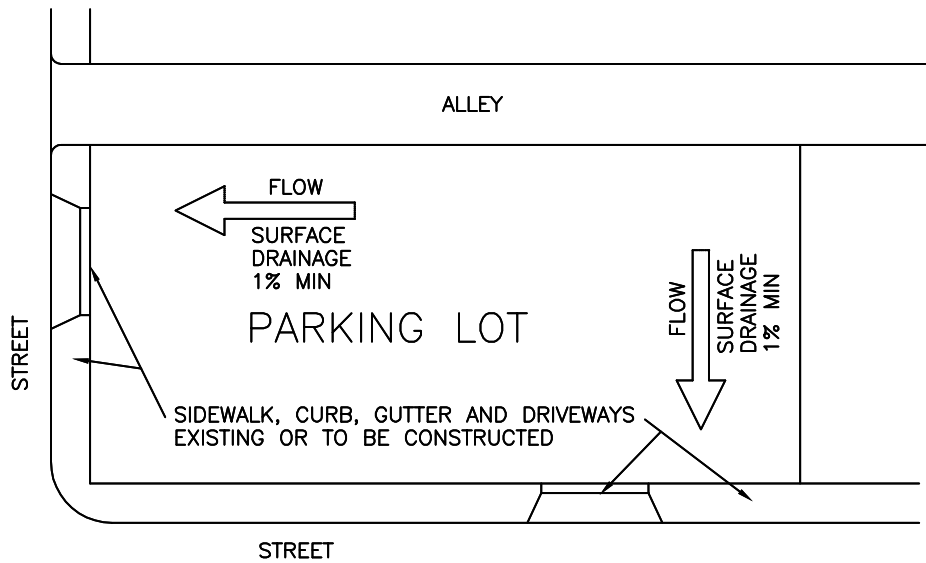 ALLEY
FLOW
SURFACE
DRAINAGE
1% MIN
FLOW
SURFACE
DRAINAGE
1% MIN
PARKING LOT
STREET
SIDEWALK, CURB, GUTTER AND DRIVEWAYS
EXISTING OR TO BE CONSTRUCTED
STREET